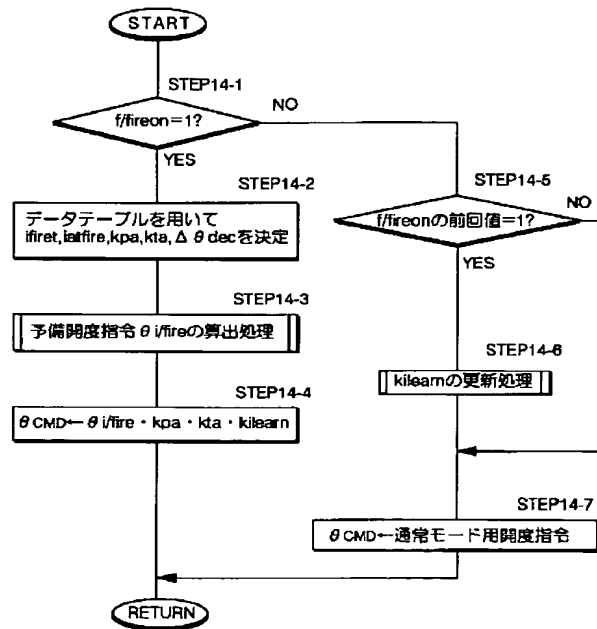 START
STEP14-1
f/fireon=1?
NO
YES
STEP14-2
データテーブルを用いて
ifiret,iatfire,kpa,kta,Δθdecを決定
STEP14-3
予備開度指令θi/fireの算出処理
STEP14-4
θCMD←θi/fire・kpa・kta・kilearn
STEP14-5
NO
f/fireonの前回値=1?
YES
STEP14-6
kilearnの更新処理
STEP14-7
θCMD←通常モード用開度指令
RETURN